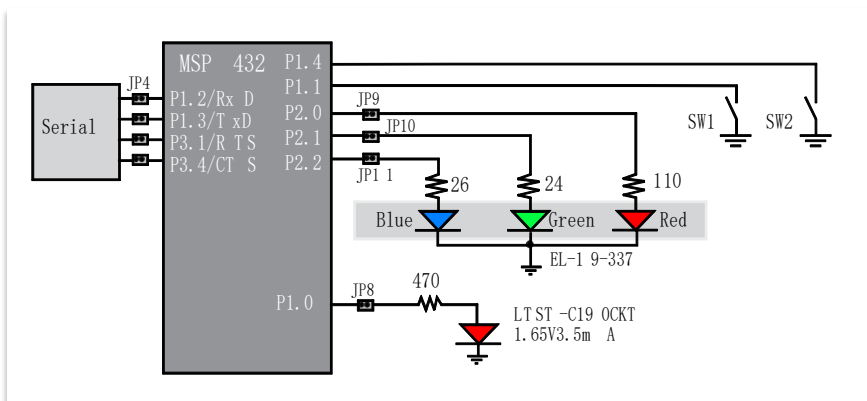 MSP 432
P1.4
P1.1
JP4
P1.2/Rx D
P1.3/T xD
P3.1/R TS
P3.4/CT S
Serial
P2.0
P2.1
P2.2
JP9
JP10
JP1 1
SW1
SW2
26
24
110
Blue
Green
Red
EL-1 9-337
P1.0
JP8
470
LT ST -C19 OCKT
1.65V3.5m A